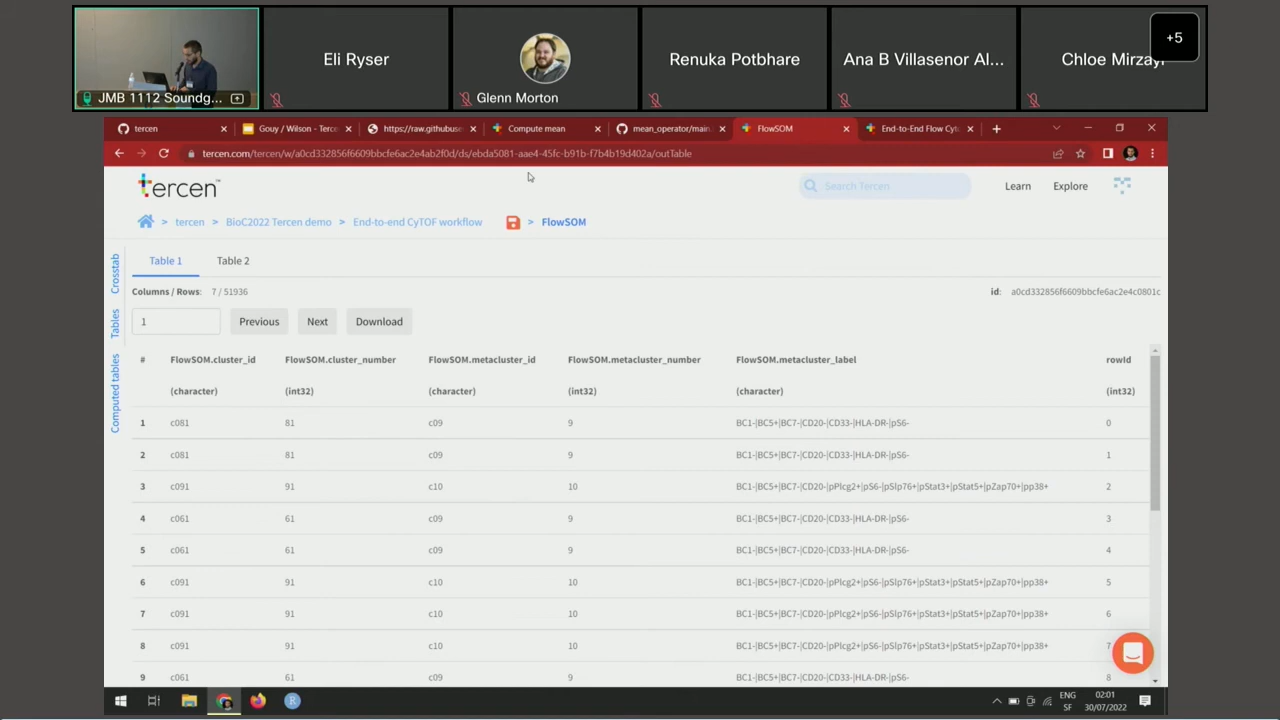 JMB 1112 Soundg...
Eli Ryser
Glenn Morton
Renuka Potbhare
Ana B Villasenor Al...
Chloe Mirzayi
+5
tercen
Gouy / Wilson - Terce
https://raw.githubuse
Compute mean
mean_operator/main.
FlowSOM
End-to-End Flow Cyto
tercen.com/tercen/w/a0cd332856f6609bbcfe6ac2e4ab2f0d/ds/ebda5081-aae4-45fc-b91b-f7b4b19d402a/outTable
tercen™
Search Tercen
Learn
Explore
tercen > BioC2022 Tercen demo > End-to-end CyTOF workflow > FlowSOM
Crosstab
Tables
Computed tables
Table 1
Table 2
Columns / Rows: 7 / 51936
id: a0cd332856f6609bbcfe6ac2e4c0801c
1
Previous
Next
Download
# FlowSOM.cluster_id FlowSOM.cluster_number FlowSOM.metacluster_id FlowSOM.metacluster_number FlowSOM.metacluster_label rowId
(character) (int32) (character) (int32) (character) (int32)
1 c081 81 c09 9 BC1-|BC5+|BC7-|CD20-|CD33-|HLA-DR-|pS6- 0
2 c081 81 c09 9 BC1-|BC5+|BC7-|CD20-|CD33-|HLA-DR-|pS6- 1
3 c091 91 c10 10 BC1-|BC5+|BC7-|CD20-|pPlcg2+|pS6-|pSlp76+|pStat3+|pStat5+|pZap70+|pp38+ 2
4 c061 61 c09 9 BC1-|BC5+|BC7-|CD20-|CD33-|HLA-DR-|pS6- 3
5 c061 61 c09 9 BC1-|BC5+|BC7-|CD20-|CD33-|HLA-DR-|pS6- 4
6 c091 91 c10 10 BC1-|BC5+|BC7-|CD20-|pPlcg2+|pS6-|pSlp76+|pStat3+|pStat5+|pZap70+|pp38+ 5
7 c091 91 c10 10 BC1-|BC5+|BC7-|CD20-|pPlcg2+|pS6-|pSlp76+|pStat3+|pStat5+|pZap70+|pp38+ 6
8 c091 91 c10 10 BC1-|BC5+|BC7-|CD20-|pPlcg2+|pS6-|pSlp76+|pStat3+|pStat5+|pZap70+|pp38+ 7
9 c061 61 c09 9 BC1-|BC5+|BC7-|CD20-|CD33-|HLA-DR-|pS6- 8
ENG
SF
02:01
30/07/2022